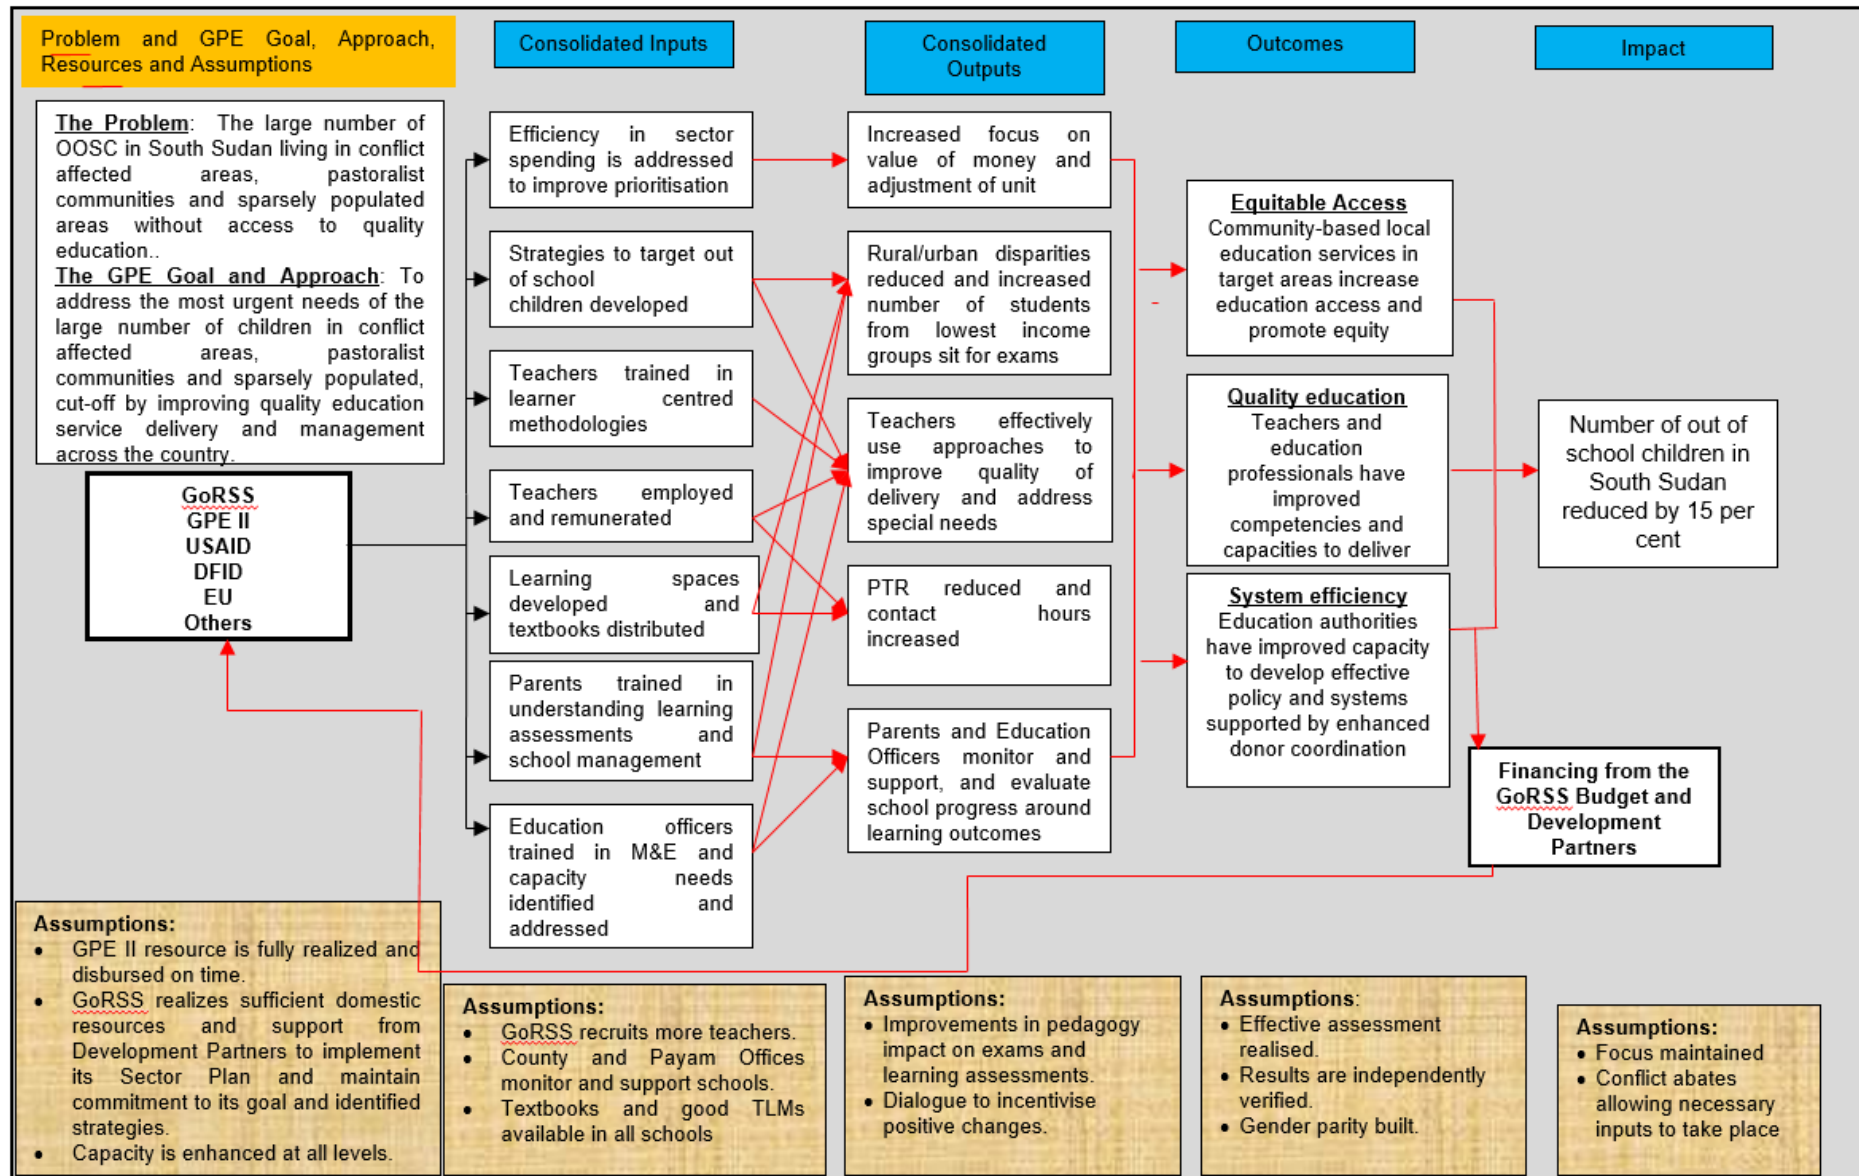 Problem and GPE Goal, Approach,
Resources and Assumptions
Consolidated Inputs
Consolidated
Outputs
Outcomes
Impact
The Problem: The large number of
OOSC in South Sudan living in conflict
affected areas, pastoralist
communities and sparsely populated
areas without access to quality
education..
The GPE Goal and Approach: To
address the most urgent needs of the
large number of children in conflict
affected areas, pastoralist
communities and sparsely populated,
cut-off by improving quality education
service delivery and management
across the country.
GoRSS
GPE II
USAID
DFID
EU
Others
Efficiency in sector
spending is addressed
to improve prioritisation
Strategies to target out
of school
children developed
Teachers trained in
learner centred
methodologies
Teachers employed
and remunerated
Learning spaces
developed and
textbooks distributed
Parents trained in
understanding learning
assessments and
school management
Education officers
trained in M&E and
capacity needs
identified and
addressed
Increased focus on
value of money and
adjustment of unit
Rural/urban disparities
reduced and increased
number of students
from lowest income
groups sit for exams
Teachers effectively
use approaches to
improve quality of
delivery and address
special needs
PTR reduced and
contact hours
increased
Parents and Education
Officers monitor and
support, and evaluate
school progress around
learning outcomes
Equitable Access
Community-based local
education services in
target areas increase
education access and
promote equity
Quality education
Teachers and
education
professionals have
improved
competencies and
capacities to deliver
System efficiency
Education authorities
have improved capacity
to develop effective
policy and systems
supported by enhanced
donor coordination
Number of out of
school children in
South Sudan
reduced by 15 per
cent
Financing from the
GoRSS Budget and
Development
Partners
Assumptions:
• GPE II resource is fully realized and
disbursed on time.
• GoRSS realizes sufficient domestic
resources and support from
Development Partners to implement
its Sector Plan and maintain
commitment to its goal and identified
strategies.
• Capacity is enhanced at all levels.
Assumptions:
• GoRSS recruits more teachers.
• County and Payam Offices
monitor and support schools.
• Textbooks and good TLMs
available in all schools
Assumptions:
• Improvements in pedagogy
impact on exams and
learning assessments.
• Dialogue to incentivise
positive changes.
Assumptions:
• Effective assessment
realised.
• Results are independently
verified.
• Gender parity built.
Assumptions:
• Focus maintained
• Conflict abates
allowing necessary
inputs to take place